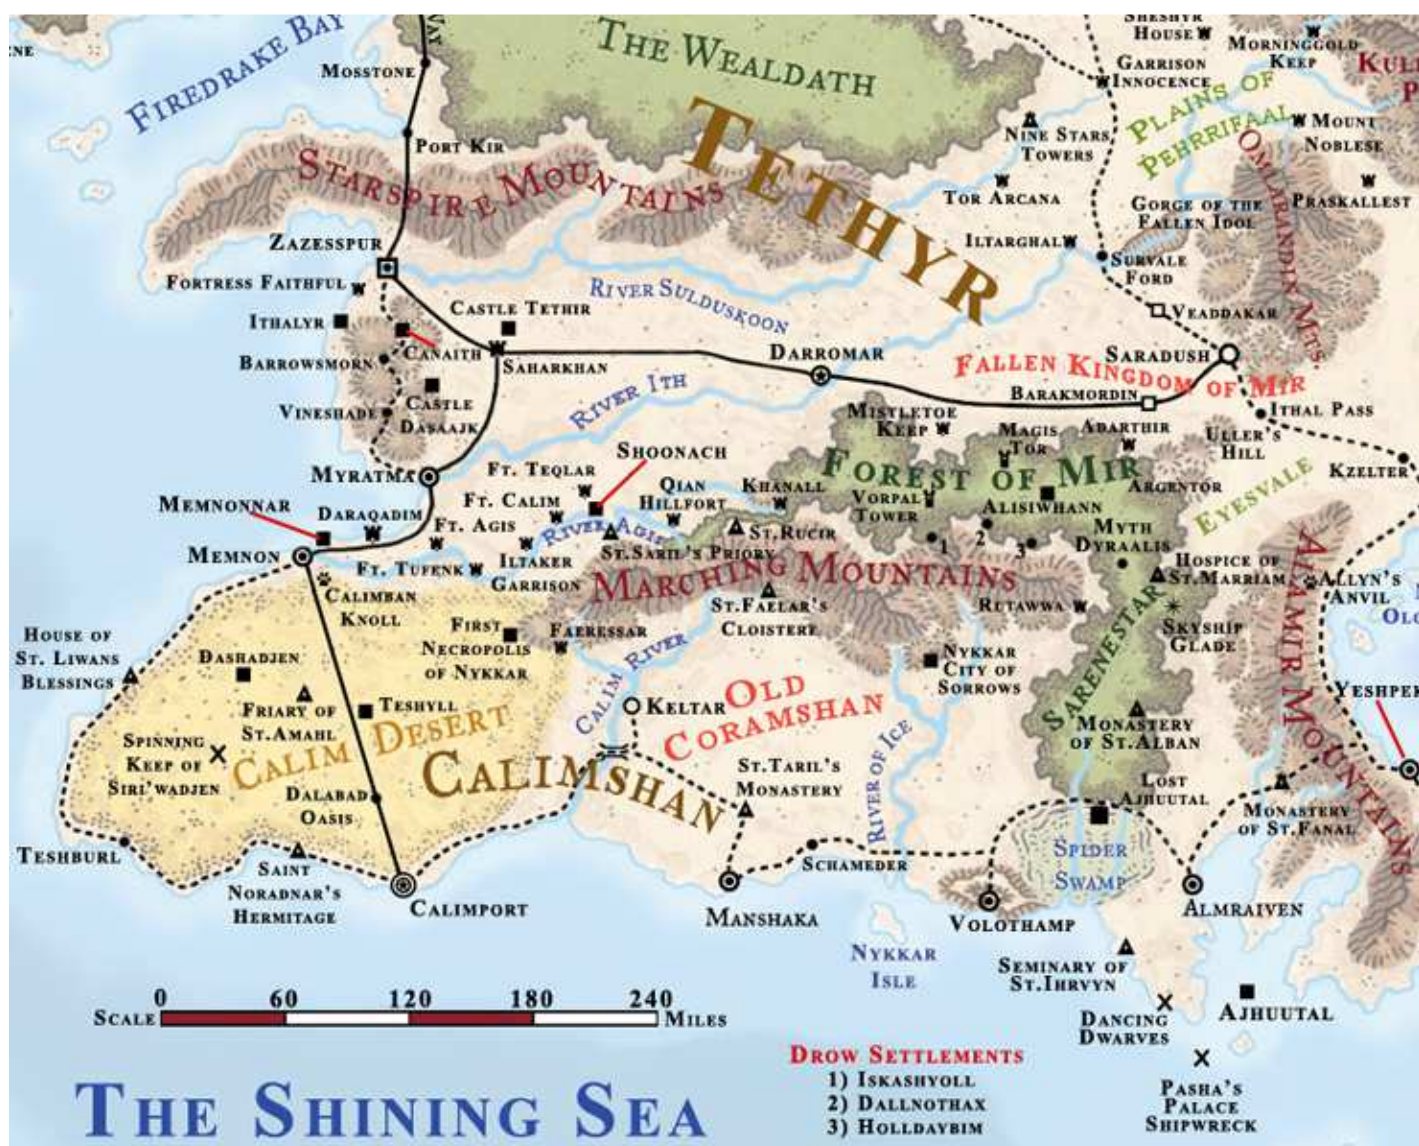 ENE
FIREDRAKE BAY
WAY
MOSSTONE
THE WEALDATH
SHESHYR
HOUSE
MORNINGGOLD
KEEP
GARRISON
INNOCENCE
PLAINS OF
PEHRRIFAAL
NINE STARS
TOWERS
MOUNT
NOBLESE
PORT KIR
STARSPIRE MOUNTAINS
TETHYR
TOR ARCANA
GORGE OF THE
FALLEN IDOL
PRASKALLEST
OMLARANDIN MTS.
ZAZESSPUR
ILTARGHAL
SURVALE
FORD
FORTRESS FAITHFUL
RIVER SULDUSKOON
ITHALYR
CASTLE TETHIR
VEADDAKAR
BARROWSMORN
CANAITH
SAHARKHAN
DARROMAR
SARADUSH
FALLEN KINGDOM OF MIR
VINESHADE
CASTLE
DASAAJK
RIVER ITH
BARAKMORDIN
ITHAL PASS
MISTLETOE
KEEP
MAGIS
TOR
ADARTHIR
ULLER'S
HILL
SHOONACH
MYRATMA
FT. TEQLAR
FOREST OF MIR
KZELTER
MEMNONNAR
DARAQADIM
FT. CALIM
QIAN
HILLFORT
KHANALL
VORPAL
TOWER
ALISIWHANN
ARGENTOR
EYESVALE
FT. AGIS
RIVER AGIS
ST.RUCIR
1
2
3
MYTH
DYRAALIS
MEMNON
FT. TUFENK
ILTAKER
GARRISON
ST.SARIL'S PRIORY
MARCHING MOUNTAINS
HOSPICE OF
ST.MARRIAM
ALLYN'S
ANVIL
CALIMBAN
KNOLL
ST.FAELAR'S
CLOISTERE
RUTAWWA
SKYSHIP
GLADE
ALAMIR MOUNTAINS
HOUSE OF
ST. LIWANS
BLESSINGS
FIRST
NECROPOLIS
OF NYKKAR
FAERESSAR
DASHADJEN
CALIM RIVER
NYKKAR
CITY OF
SORROWS
SARENESTAR
YESHPEK
FRIARY OF
ST.AMAHL
TESHYLL
KELTAR
OLD
CORAMSHAN
MONASTERY
OF ST.ALBAN
SPINNING
KEEP OF
SIRI'WADJEN
CALIM DESERT
CALIMSHAN
RIVER OF ICE
ST.TARIL'S
MONASTERY
LOST
AJHUUTAL
DALABAD
OASIS
MONASTERY
OF ST.FANAL
TESHBURL
SCHAMEDER
SPIDER
SWAMP
SAINT
NORADNAR'S
HERMITAGE
CALIMPORT
MANSHAKA
VOLOTHAMP
ALMRAIVEN
NYKKAR
ISLE
SEMINARY OF
ST.IHRVYN
0 60 120 180 240
SCALE MILES
DANCING
DWARVES
AJHUUTAL
DROW SETTLEMENTS
1) ISKASHYOLL
2) DALLNOTHAX
3) HOLLDAYBIM
PASHA'S
PALACE
SHIPWRECK
THE SHINING SEA